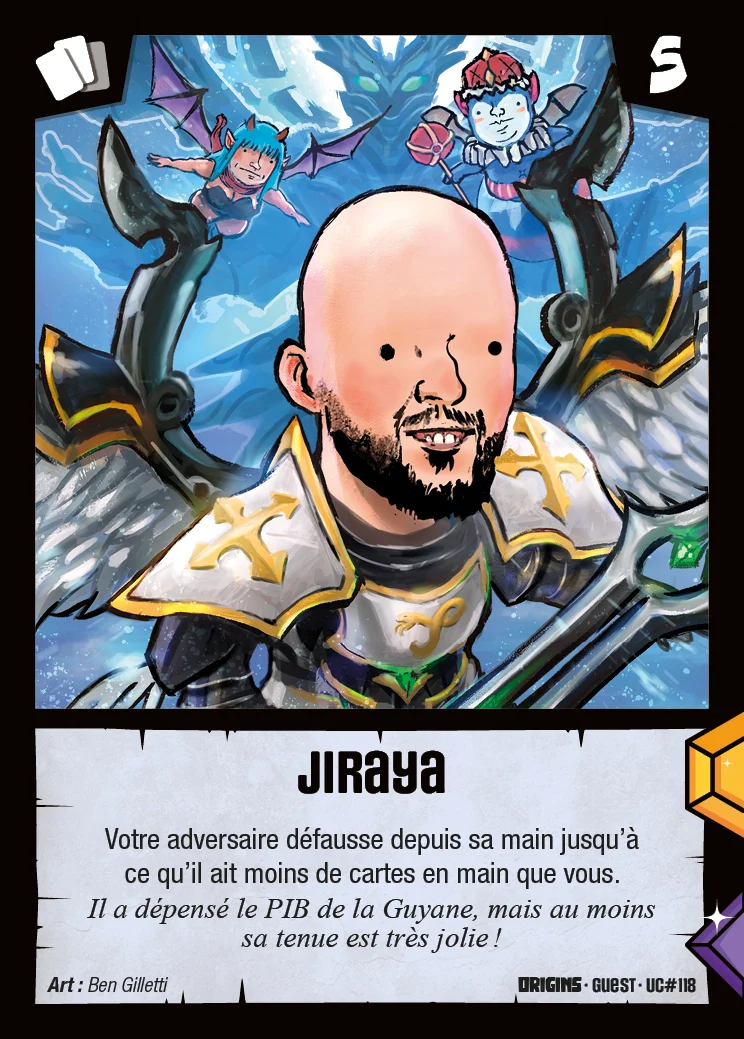 5
JIRAYA
Votre adversaire défausse depuis sa main jusqu'à
ce qu'il ait moins de cartes en main que vous.
Il a dépensé le PIB de la Guyane, mais au moins
sa tenue est très jolie !
Art : Ben Gilletti
ORIGINS · GUEST · UC#118